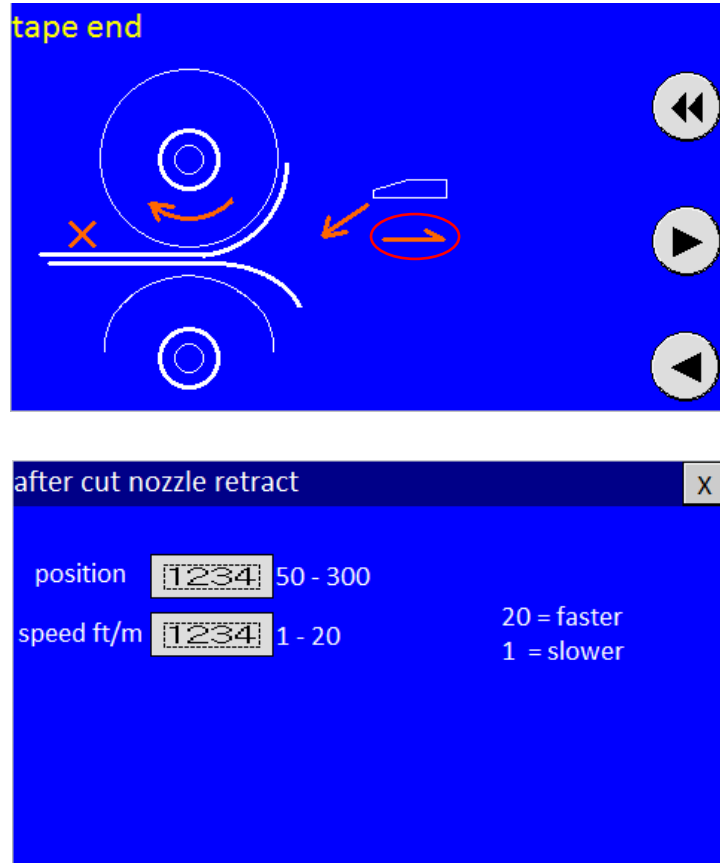 tape end
after cut nozzle retract X
position 1234 50 - 300
speed ft/m 1234 1 - 20
20 = faster
1 = slower